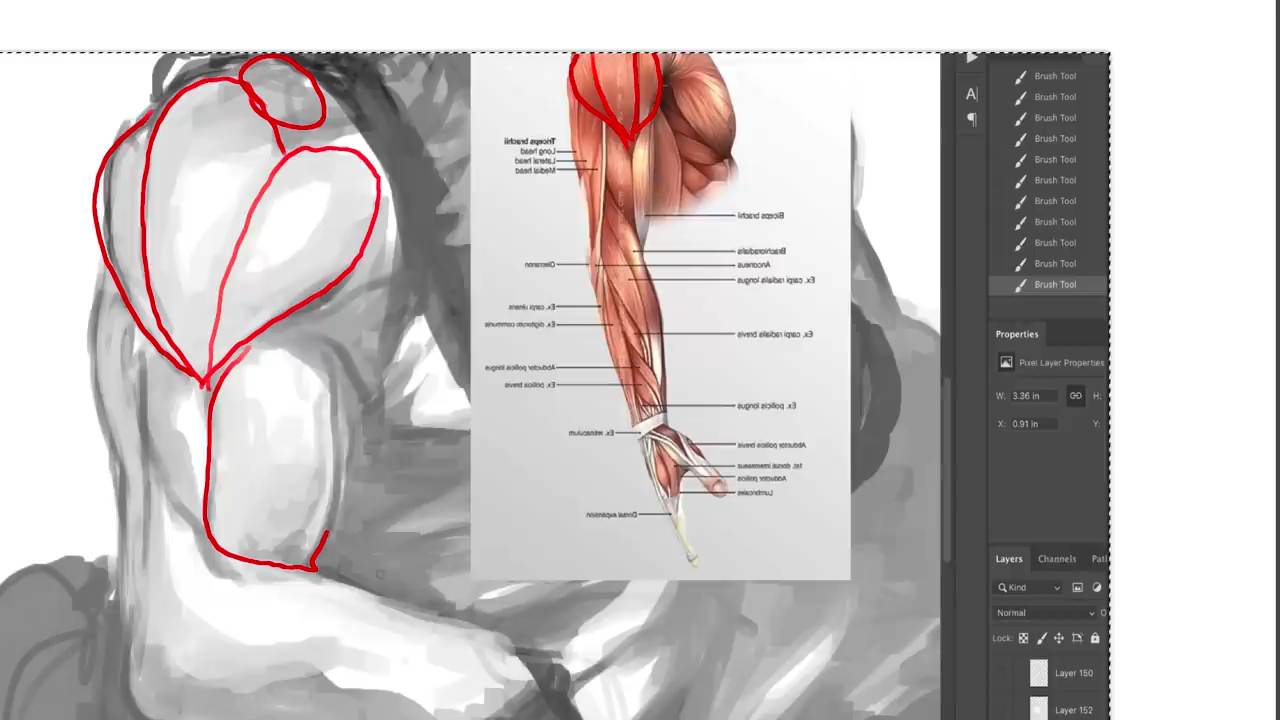 Triceps brachii
Long head
Lateral head
Medial head
Biceps brachii
Brachioradialis
Anconeus
Olecranon
Ex. carpi radialis longus
Ex. carpi ulnaris
Ex. digitorum communis
Ex. carpi radialis brevis
Abductor pollicis longus
Ex. pollicis brevis
Ex. pollicis longus
Ex. retinaculum
Abductor pollicis brevis
1st. dorsal interosseus
Adductor pollicis
Lumbricales
Dorsal expansion
A
Brush Tool
Brush Tool
Brush Tool
Brush Tool
Brush Tool
Brush Tool
Brush Tool
Brush Tool
Brush Tool
Brush Tool
Brush Tool
Properties
Pixel Layer Properties
W: 3.36 in H:
X: 0.91 in Y:
Layers Channels Pat
Kind
Normal O
Lock:
Layer 150
Layer 152